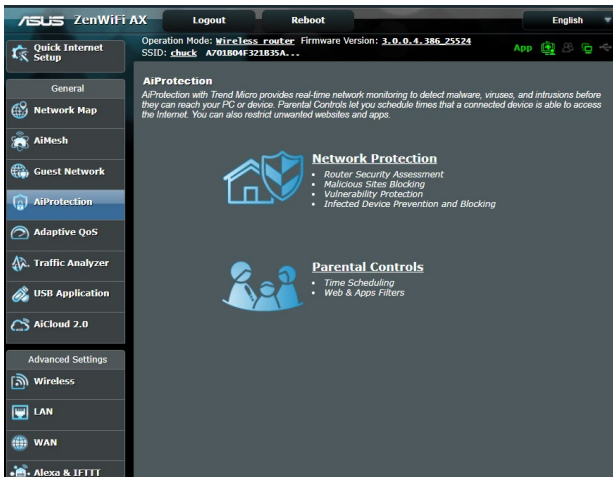 ASUS ZenWiFi AX Logout Reboot English
Quick Internet Setup
Operation Mode: Wireless router Firmware Version: 3.0.0.4.386_25524
SSID: chuck A701B04F321B35A...
App
General
Network Map
AiMesh
Guest Network
AiProtection
Adaptive QoS
Traffic Analyzer
USB Application
AiCloud 2.0
Advanced Settings
Wireless
LAN
WAN
Alexa & IFTTT
AiProtection
AiProtection with Trend Micro provides real-time network monitoring to detect malware, viruses, and intrusions before
they can reach your PC or device. Parental Controls let you schedule times that a connected device is able to access
the Internet. You can also restrict unwanted websites and apps.
Network Protection
• Router Security Assessment
• Malicious Sites Blocking
• Vulnerability Protection
• Infected Device Prevention and Blocking
Parental Controls
• Time Scheduling
• Web & Apps Filters